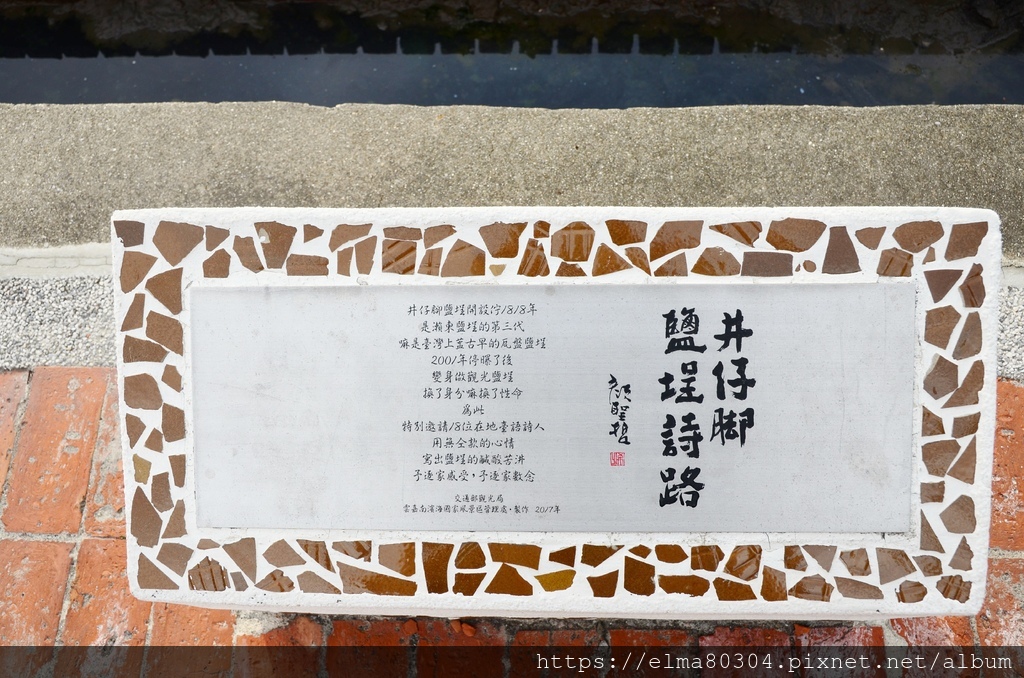 井仔脚
鹽埕詩路
顏聖哲
井仔腳鹽埕開設佇1818年
是瀨東鹽埕的第三代
嘛是臺灣上蓋古早的瓦盤鹽埕
2001年停曝了後
變身做觀光鹽埕
換了身分嘛換了性命
為此
特別邀請18位在地臺語詩人
用無仝款的心情
寫出鹽埕的鹹酸苦汫
予逐家感受,予逐家數念
交通部觀光局
雲嘉南濱海國家風景區管理處‧製作 2017年
https://elma80304.pixnet.net/album